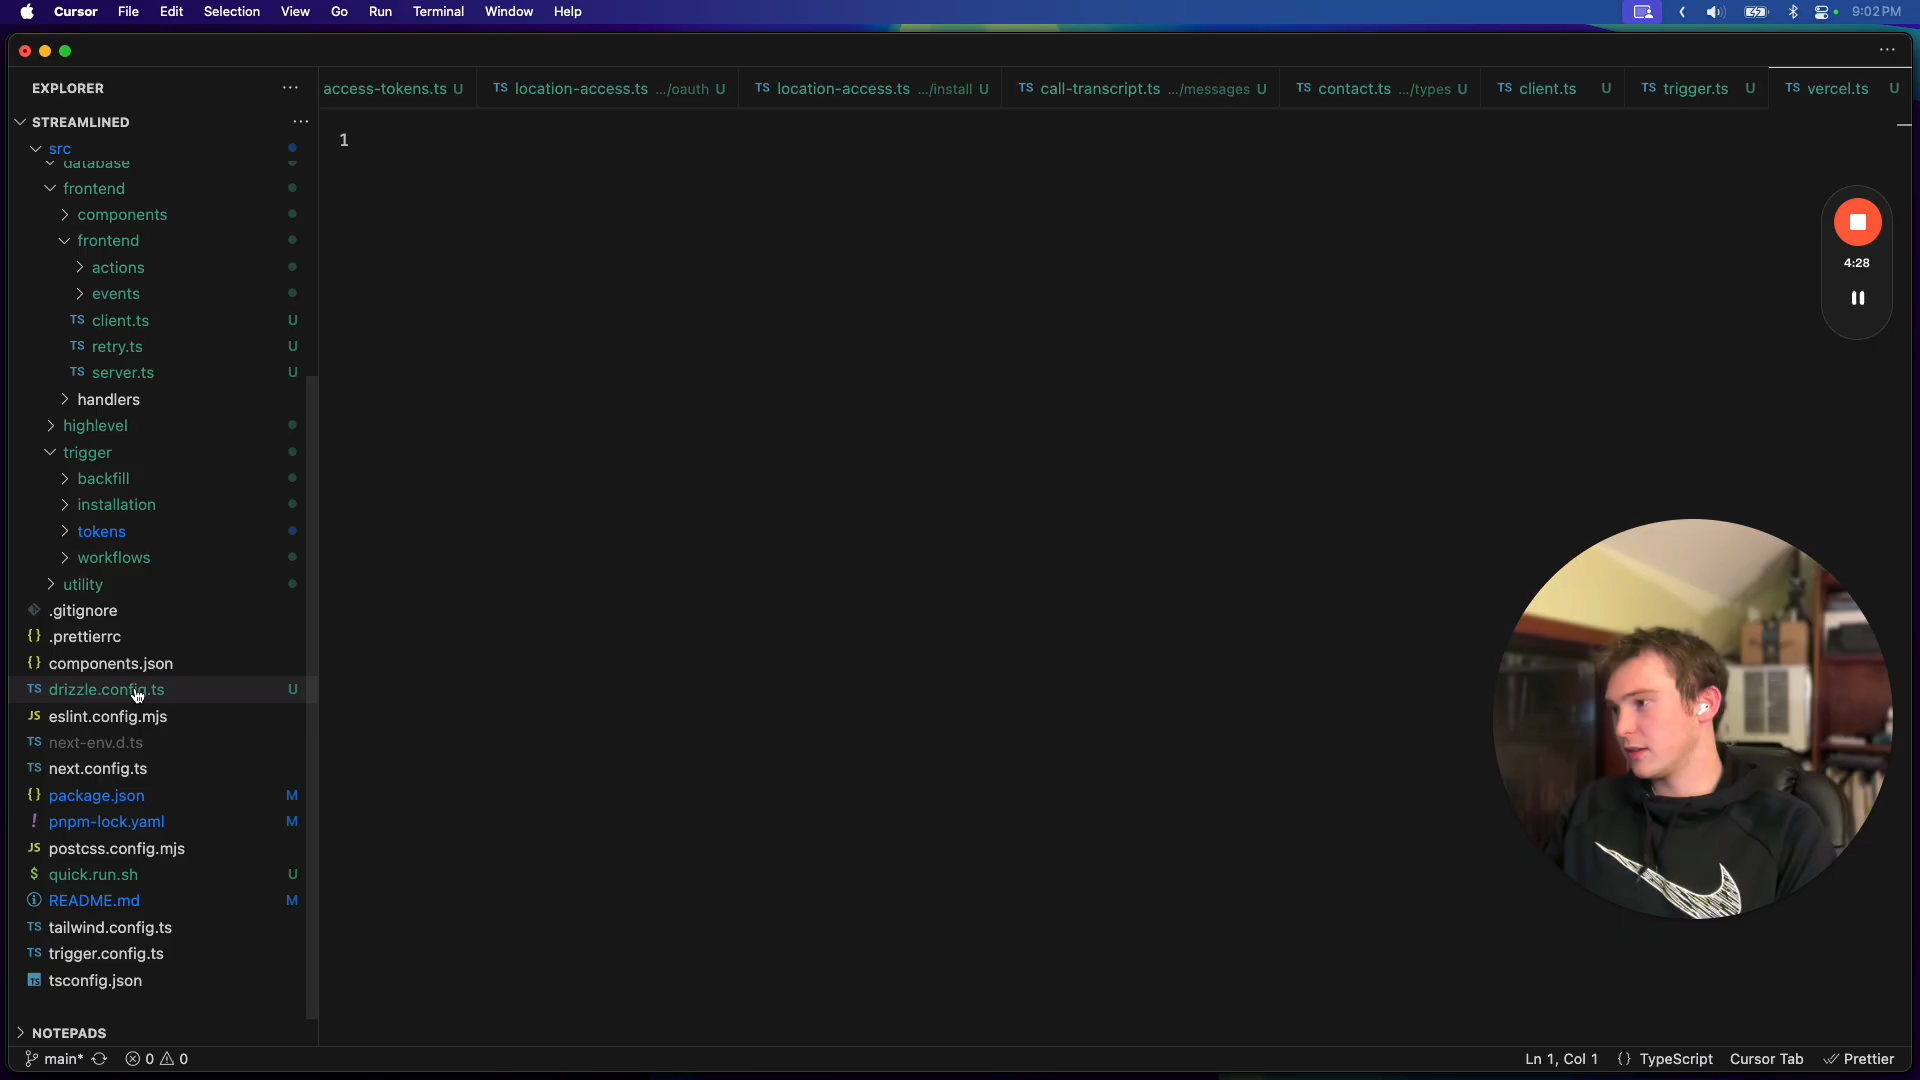 Cursor File Edit Selection View Go Run Terminal Window Help 9:02 PM
EXPLORER
access-tokens.ts U TS location-access.ts .../oauth U TS location-access.ts .../install U TS call-transcript.ts .../messages U TS contact.ts .../types U TS client.ts U TS trigger.ts U TS vercel.ts U
STREAMLINED
1
src
database
frontend
components
frontend
actions
events
TS client.ts U
TS retry.ts U
TS server.ts U
handlers
highlevel
trigger
backfill
installation
tokens
workflows
utility
.gitignore
{} .prettierrc
{} components.json
TS drizzle.config.ts U
JS eslint.config.mjs
TS next-env.d.ts
TS next.config.ts
{} package.json M
! pnpm-lock.yaml M
JS postcss.config.mjs
$ quick.run.sh U
README.md M
TS tailwind.config.ts
TS trigger.config.ts
TS tsconfig.json
NOTEPADS
4:28
main* 0 0 Ln 1, Col 1 {} TypeScript Cursor Tab Prettier